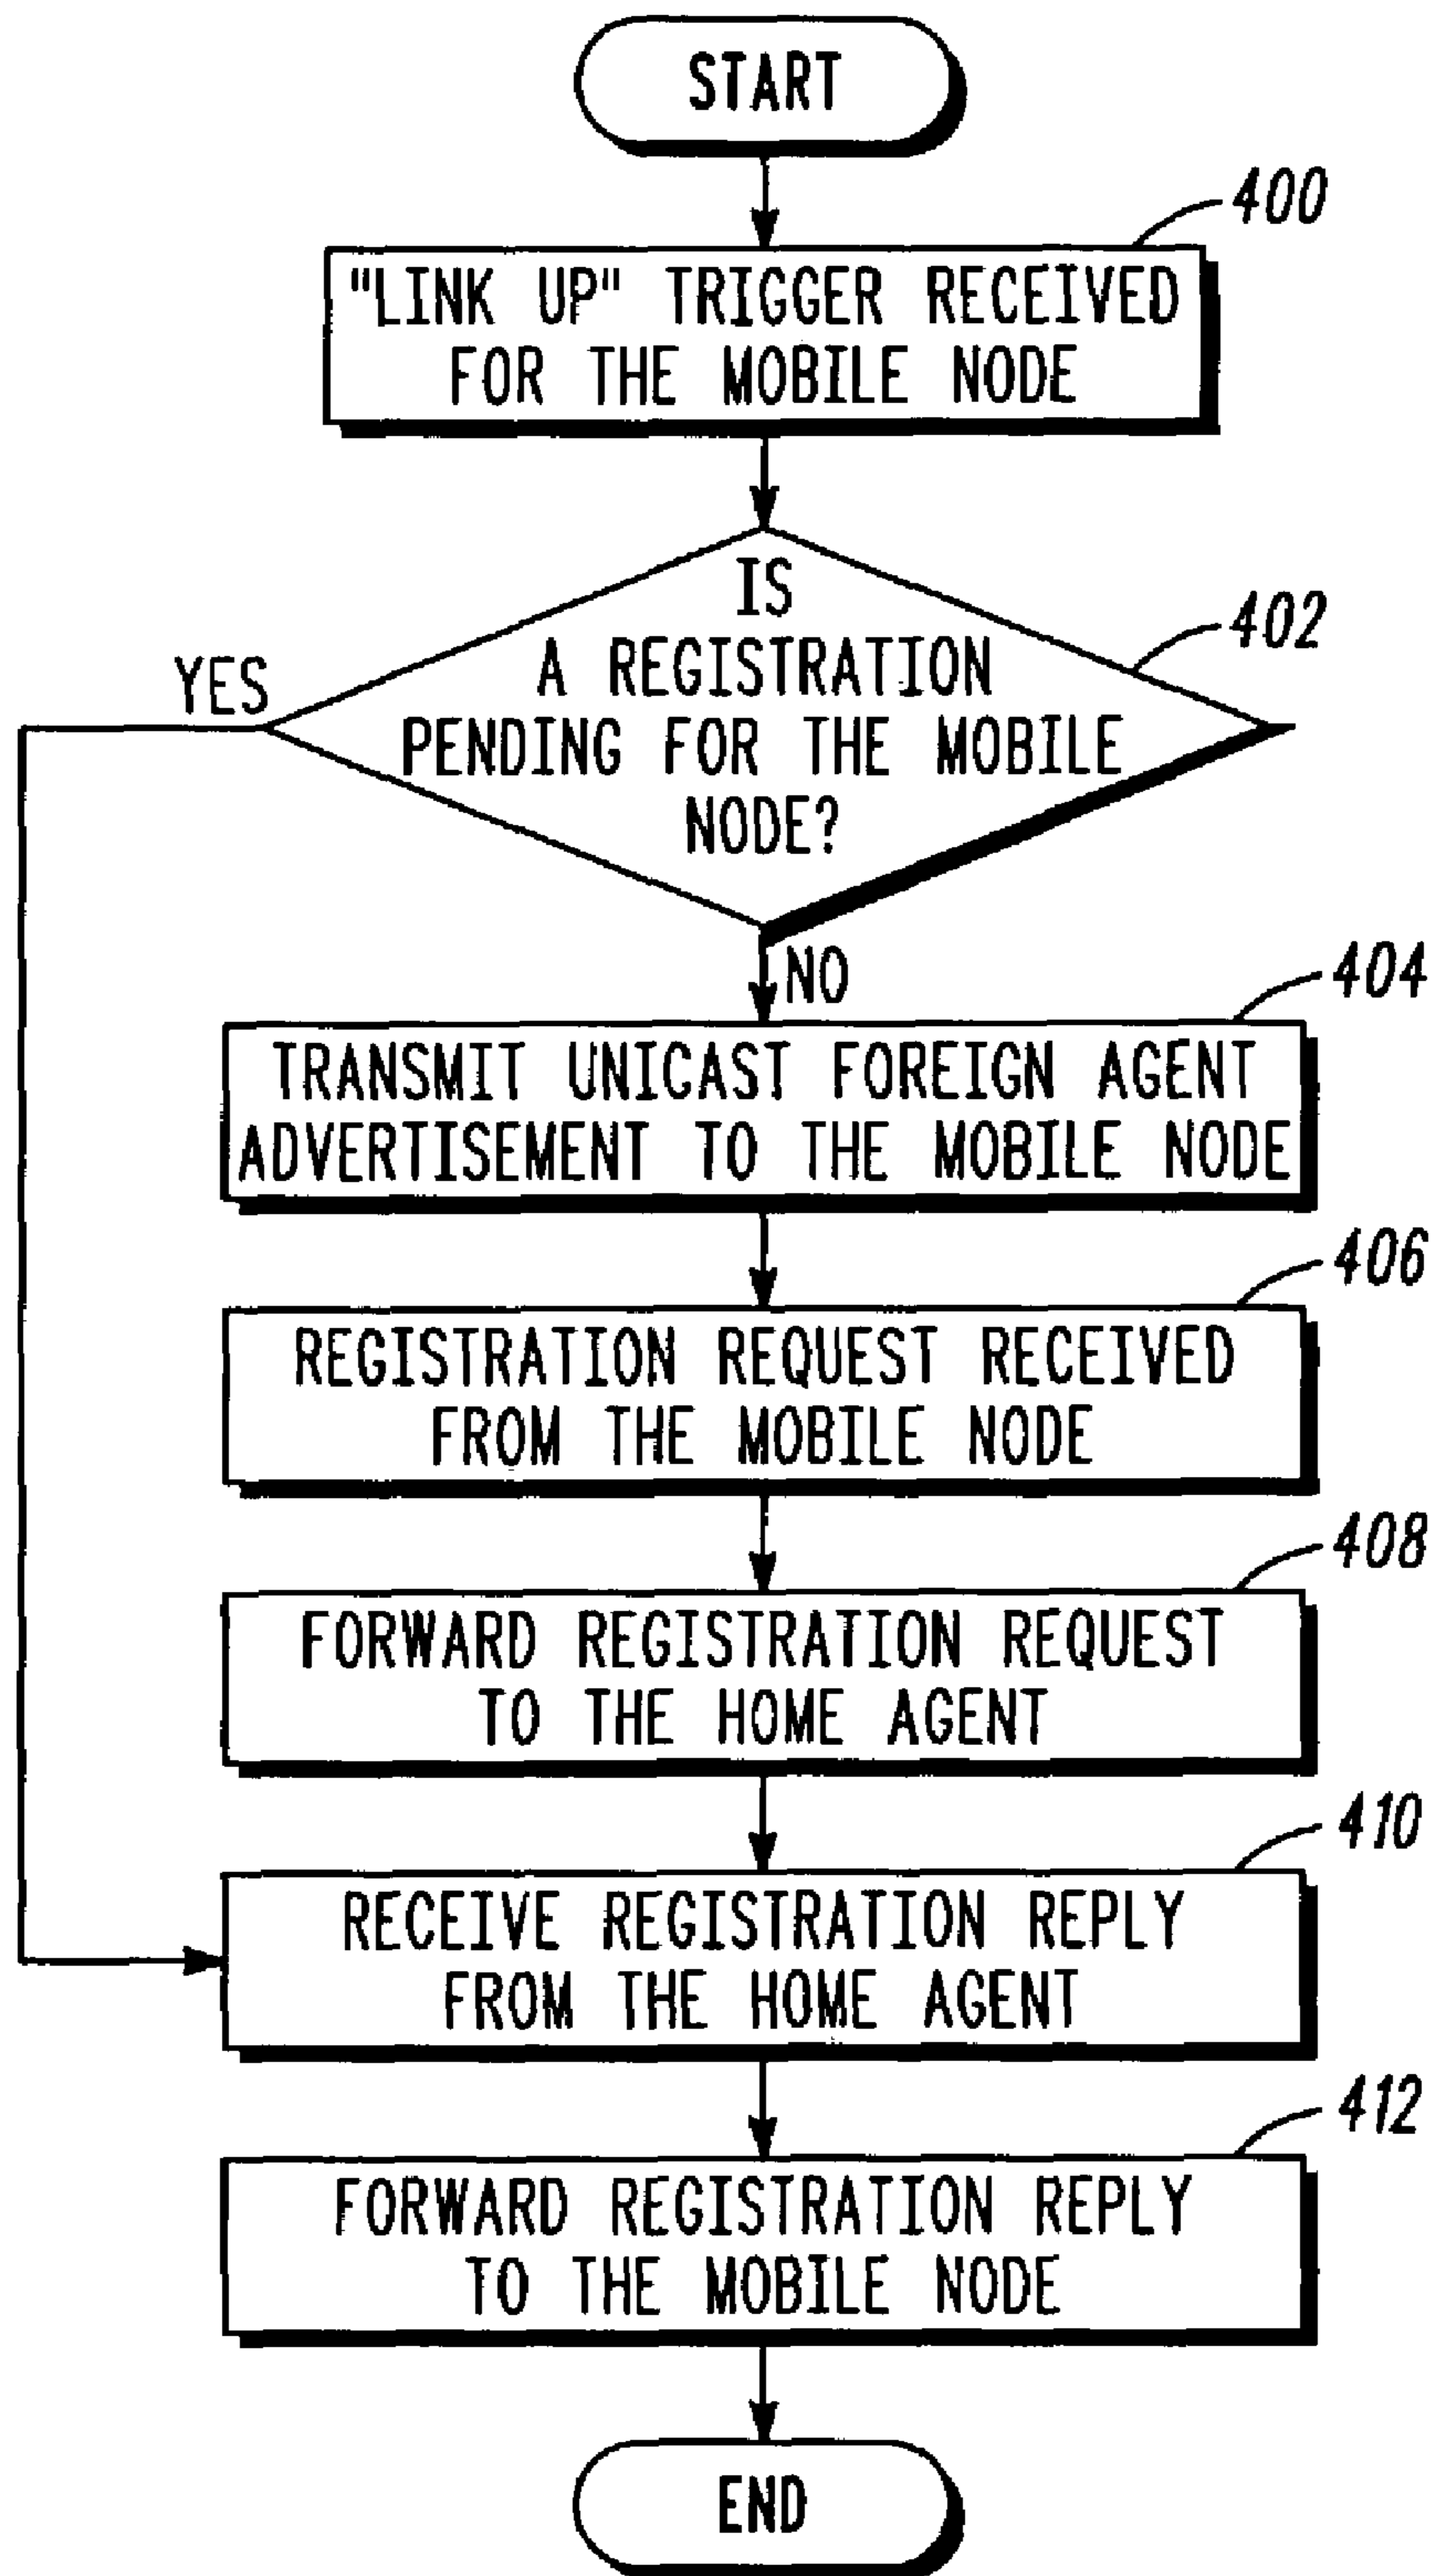 START
400
"LINK UP" TRIGGER RECEIVED
FOR THE MOBILE NODE
IS
A REGISTRATION
PENDING FOR THE MOBILE
NODE?
402
YES
NO
404
TRANSMIT UNICAST FOREIGN AGENT
ADVERTISEMENT TO THE MOBILE NODE
406
REGISTRATION REQUEST RECEIVED
FROM THE MOBILE NODE
408
FORWARD REGISTRATION REQUEST
TO THE HOME AGENT
410
RECEIVE REGISTRATION REPLY
FROM THE HOME AGENT
412
FORWARD REGISTRATION REPLY
TO THE MOBILE NODE
END